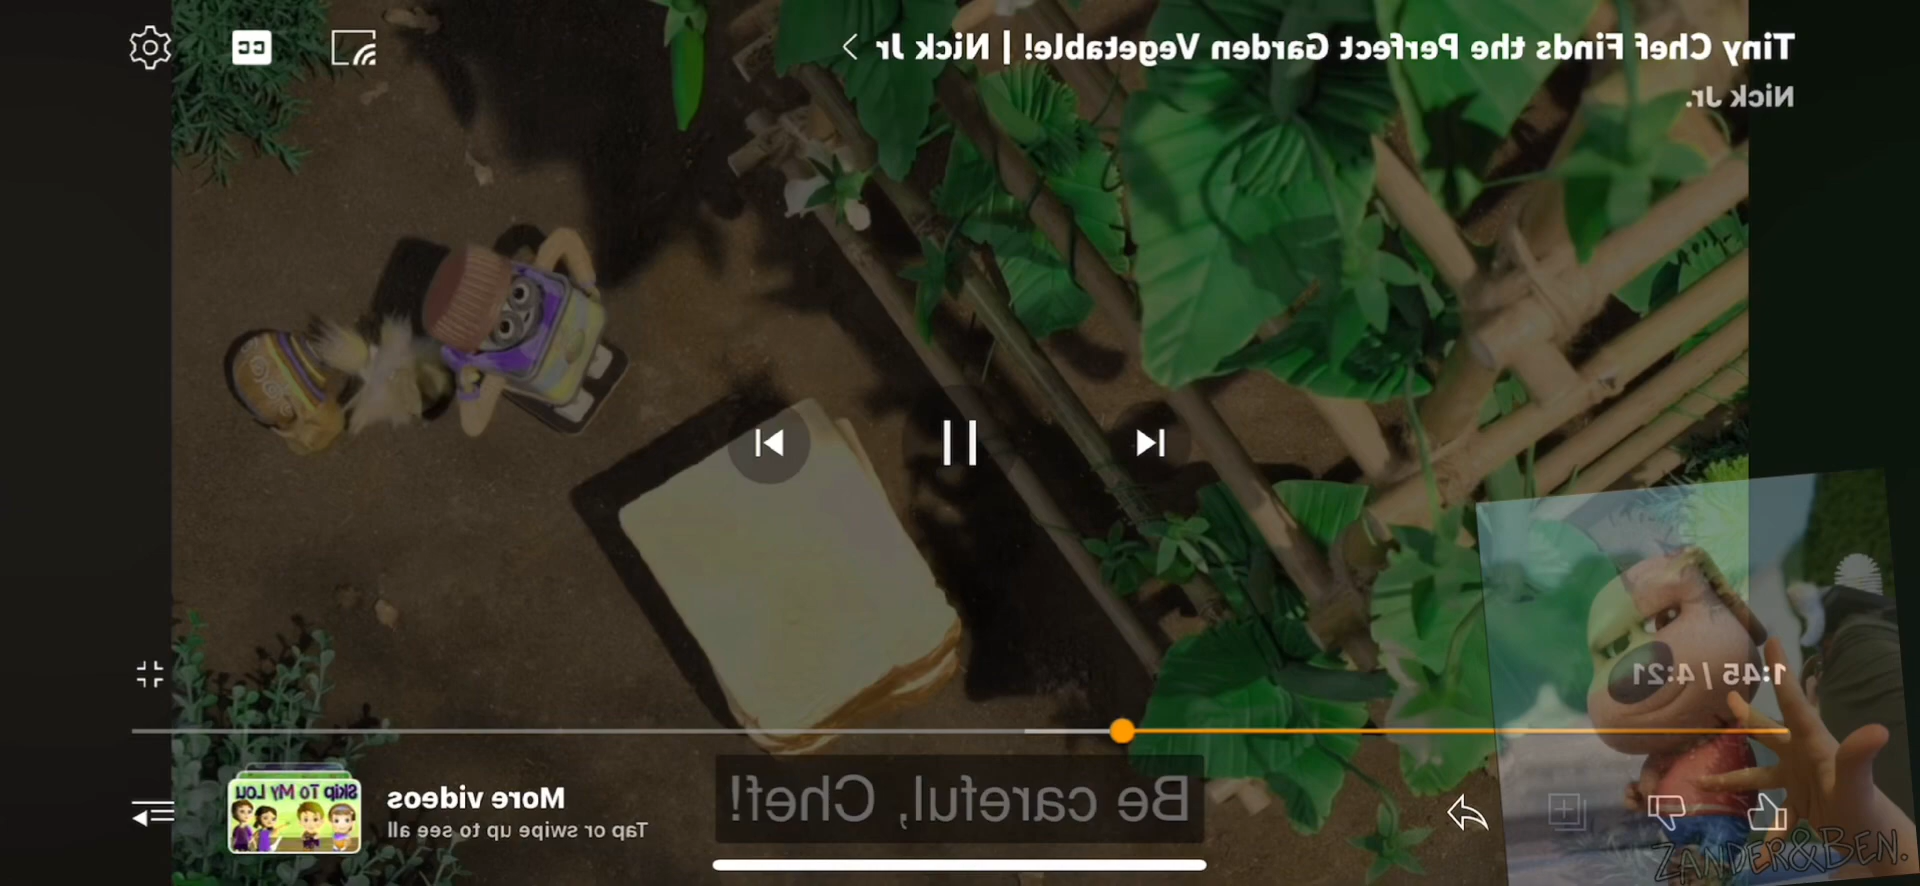 Tiny Chef Finds the Perfect Garden Vegetable! | Nick Jr
Nick Jr.
CC
1:45 / 4:21
Be careful, Chef!
More videos
Tap or swipe up to see all
Skip To My Lou
ZANDER&BEN.